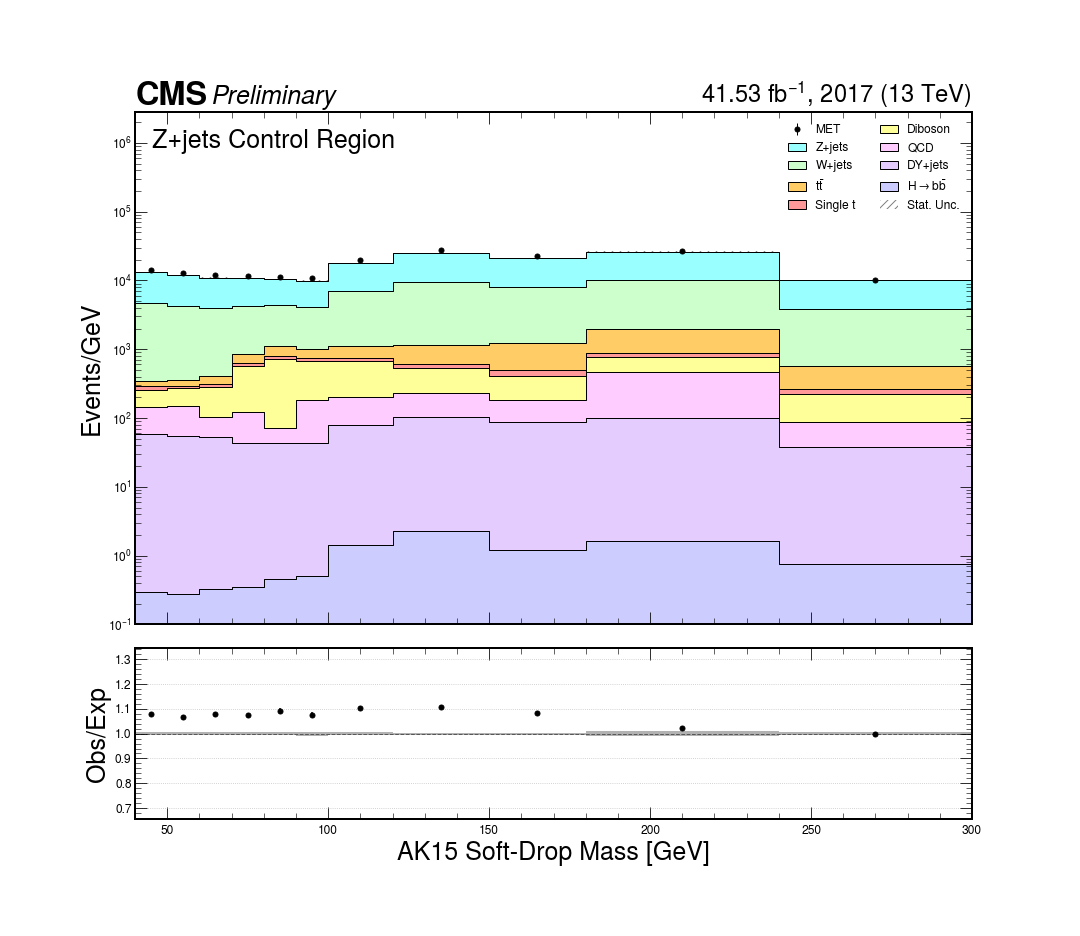 CMS Preliminary
41.53 fb⁻¹, 2017 (13 TeV)
Z+jets Control Region
MET
Z+jets
W+jets
tt̄
Single t
Diboson
QCD
DY+jets
H→bb̄
Stat. Unc.
Events/GeV
10⁶
10⁵
10⁴
10³
10²
10¹
10⁰
10⁻¹
Obs/Exp
1.3
1.2
1.1
1.0
0.9
0.8
0.7
50 100 150 200 250 300
AK15 Soft-Drop Mass [GeV]